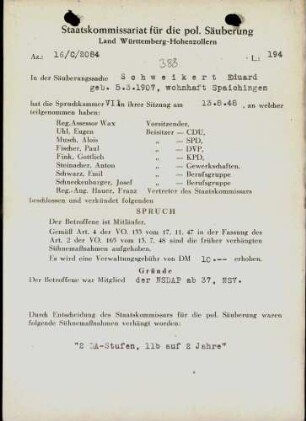 Staatskommissariat für die pol. Säuberung
Land Württemberg-Hohenzollern
Az.: 16/C/2084
L.: 194
388
In der Säuberungssache Schweikert Eduard
geb. 5.3.1907, wohnhaft Spaichingen
hat die Spruchkammer VIIa in ihrer Sitzung am 13.8.48, an welcher
teilgenommen haben:
Reg.Assessor Wax Vorsitzender,
Uhl, Eugen Beisitzer — CDU,
Musch, Alois „ — SPD,
Fischer, Paul „ — DVP,
Fink, Gottlieb „ — KPD,
Steinacher, Anton „ — Gewerkschaften,
Schwarz, Emil „ — Berufsgruppe
Schneckenburger, Josef „ — Berufsgruppe
Reg.-Ang. Bauer, Franz Vertreter des Staatskommissars
beschlossen und verkündet folgenden
SPRUCH
Der Betroffene ist Mitläufer.
Gemäß Art. 4 der VO. 133 vom 17. 11. 47 in der Fassung des
Art. 2 der VO. 165 vom 13. 7. 48 sind die früher verhängten
Sühnemaßnahmen aufgehoben.
Es wird eine Verwaltungsgebühr von DM 10.-- erhoben.
Gründe
Der Betroffene war Mitglied der NSDAP ab 37, NSV.
Durch Entscheidung des Staatskommissars für die pol. Säuberung waren
folgende Sühnemaßnahmen verhängt worden:
"2 LA-Stufen, 11b auf 2 Jahre"